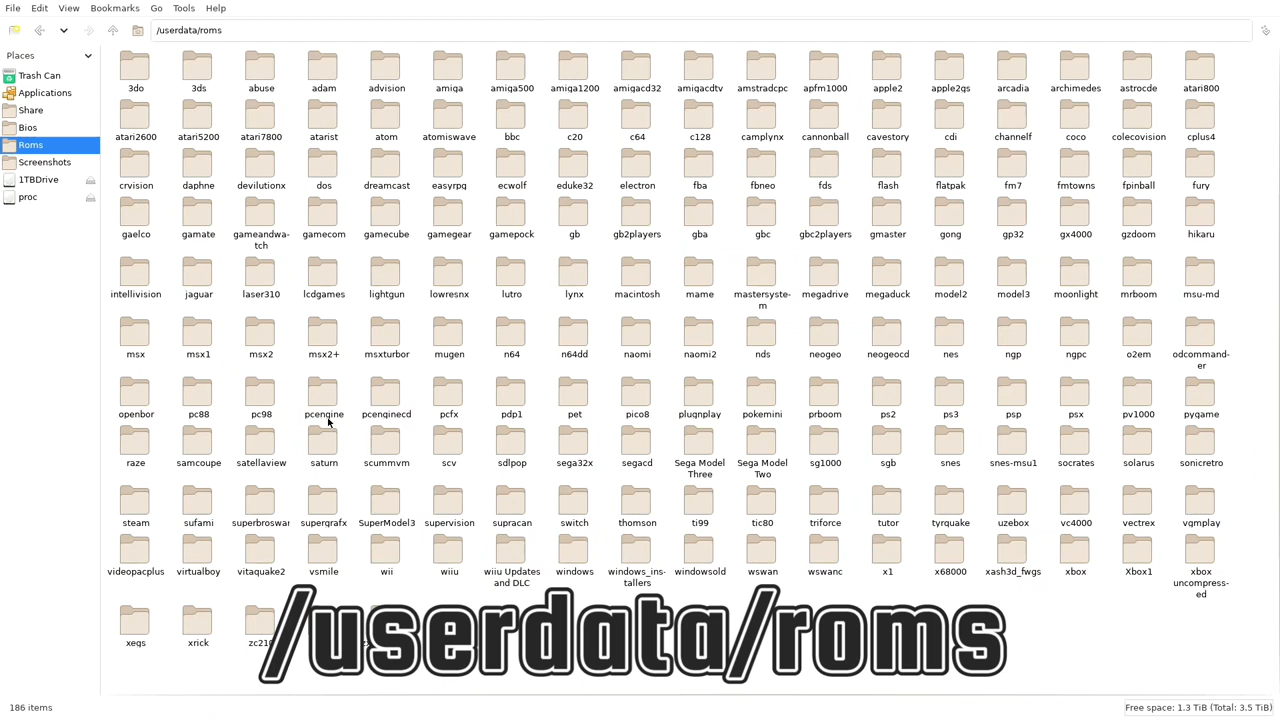 File Edit View Bookmarks Go Tools Help
/userdata/roms
Places
Trash Can
Applications
Share
Bios
Roms
Screenshots
1TBDrive
proc
3do 3ds abuse adam advision amiga amiga500 amiga1200 amigacd32 amigacdtv amstradcpc apfm1000 apple2 apple2gs arcadia archimedes astrocde atari800
atari2600 atari5200 atari7800 atarist atom atomiswave bbc c20 c64 c128 camplynx cannonball cavestory cdi channelf coco colecovision cplus4
crvision daphne devilutionx dos dreamcast easyrpg ecwolf eduke32 electron fba fbneo fds flash flatpak fm7 fmtowns fpinball fury
gaelco gamate gameandwa- gamecom gamecube gamegear gamepock gb gb2players gba gbc gbc2players gmaster gong gp32 gx4000 gzdoom hikaru
tch
intellivision jaguar laser310 lcdgames lightgun lowresnx lutro lynx macintosh mame mastersyste- megadrive megaduck model2 model3 moonlight mrboom msu-md
m
msx msx1 msx2 msx2+ msxturbor mugen n64 n64dd naomi naomi2 nds neogeo neogeocd nes ngp ngpc o2em odcommand-
er
openbor pc88 pc98 pcengine pcenginecd pcfx pdp1 pet pico8 plugnplay pokemini prboom ps2 ps3 psp psx pv1000 pygame
raze samcoupe satellaview saturn scummvm scv sdlpop sega32x segacd Sega Model Sega Model sg1000 sgb snes snes-msu1 socrates solarus sonicretro
Three Two
steam sufami superbroswar supergrafx SuperModel3 supervision supracan switch thomson ti99 tic80 triforce tutor tyrquake uzebox vc4000 vectrex vgmplay
videopacplus virtualboy vitaquake2 vsmile wii wiiu wiiu Updates windows windows_ins- windowsold wswan wswanc x1 x68000 xash3d_fwgs xbox Xbox1 xbox
and DLC tallers uncompress-
ed
xegs xrick
/userdata/roms
186 items
Free space: 1.3 TiB (Total: 3.5 TiB)